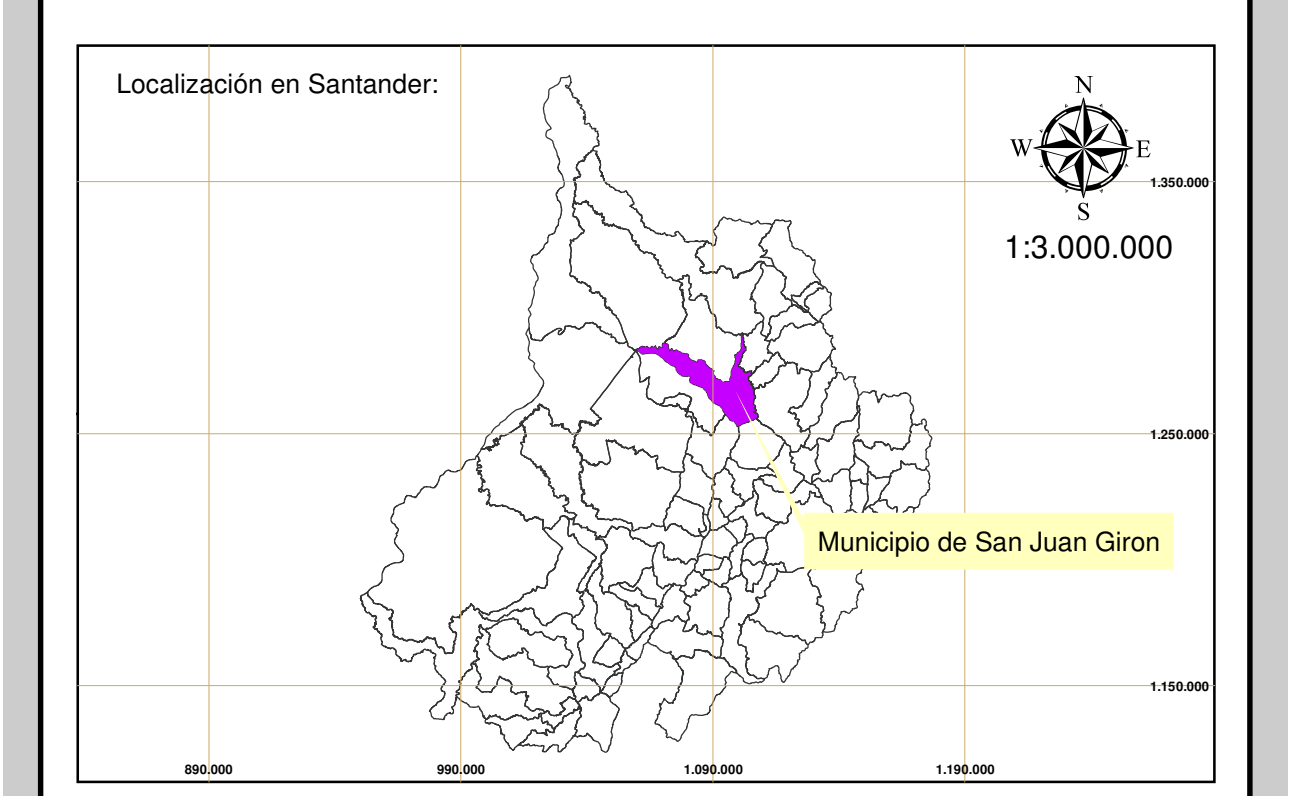 Localización en Santander:
N
W
E
S
1:3.000.000
1.350.000
1.250.000
Municipio de San Juan Giron
1.150.000
890.000
990.000
1.090.000
1.190.000